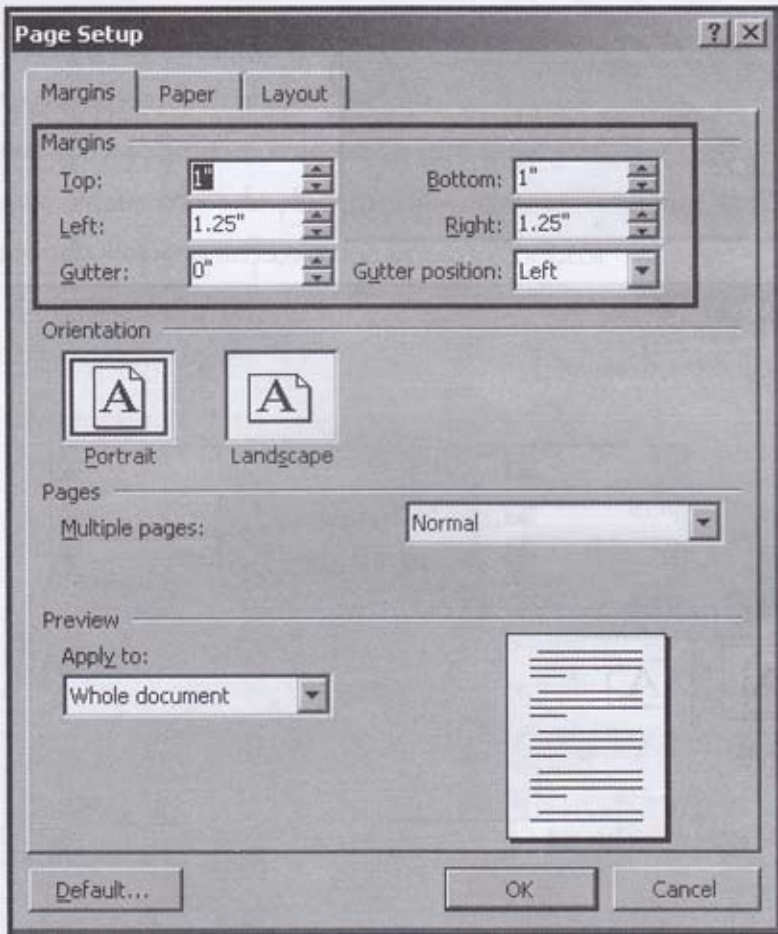 Page Setup
Margins Paper Layout
Margins
Top: 1" Bottom: 1"
Left: 1.25" Right: 1.25"
Gutter: 0" Gutter position: Left
Orientation
A A
Portrait Landscape
Pages
Multiple pages: Normal
Preview
Apply to:
Whole document
Default... OK Cancel